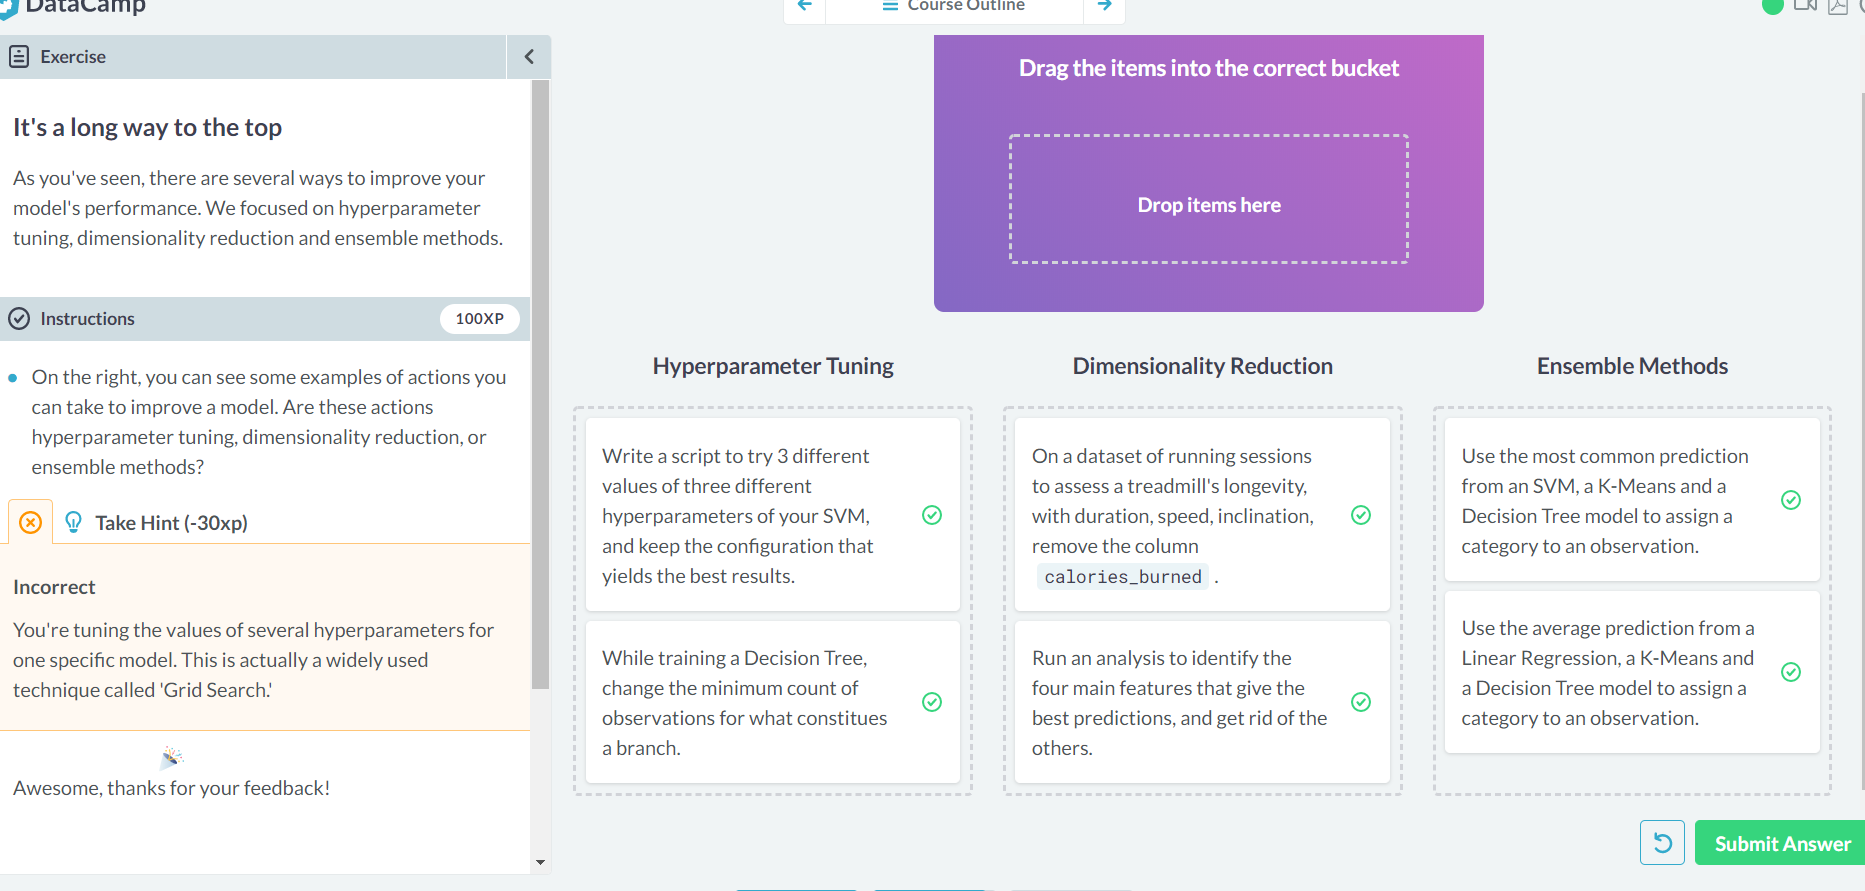 DataCamp
Course Outline
Exercise
It's a long way to the top
As you've seen, there are several ways to improve your
model's performance. We focused on hyperparameter
tuning, dimensionality reduction and ensemble methods.
Instructions
100XP
On the right, you can see some examples of actions you
can take to improve a model. Are these actions
hyperparameter tuning, dimensionality reduction, or
ensemble methods?
Take Hint (-30xp)
Incorrect
You're tuning the values of several hyperparameters for
one specific model. This is actually a widely used
technique called 'Grid Search.'
Awesome, thanks for your feedback!
Drag the items into the correct bucket
Drop items here
Hyperparameter Tuning
Write a script to try 3 different
values of three different
hyperparameters of your SVM,
and keep the configuration that
yields the best results.
While training a Decision Tree,
change the minimum count of
observations for what constitutes
a branch.
Dimensionality Reduction
On a dataset of running sessions
to assess a treadmill's longevity,
with duration, speed, inclination,
remove the column
calories_burned .
Run an analysis to identify the
four main features that give the
best predictions, and get rid of the
others.
Ensemble Methods
Use the most common prediction
from an SVM, a K-Means and a
Decision Tree model to assign a
category to an observation.
Use the average prediction from a
Linear Regression, a K-Means and
a Decision Tree model to assign a
category to an observation.
Submit Answer